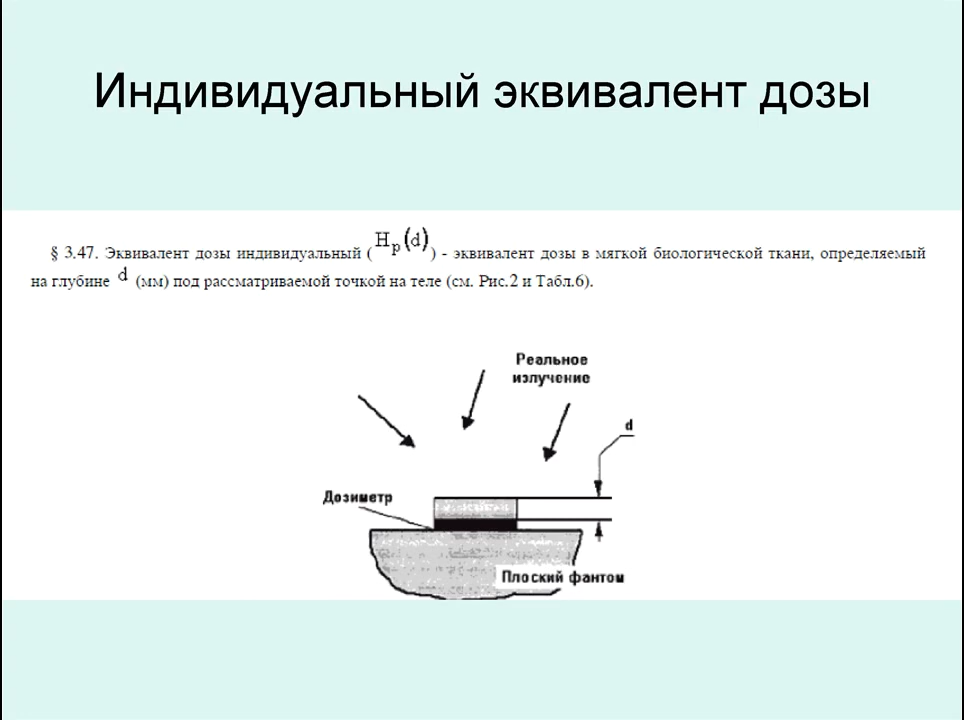 Индивидуальный эквивалент дозы
§ 3.47. Эквивалент дозы индивидуальный (Hp(d)) - эквивалент дозы в мягкой биологической ткани, определяемый
на глубине d (мм) под рассматриваемой точкой на теле (см. Рис.2 и Табл.6).
Реальное
излучение
d
Дозиметр
Плоский фантом